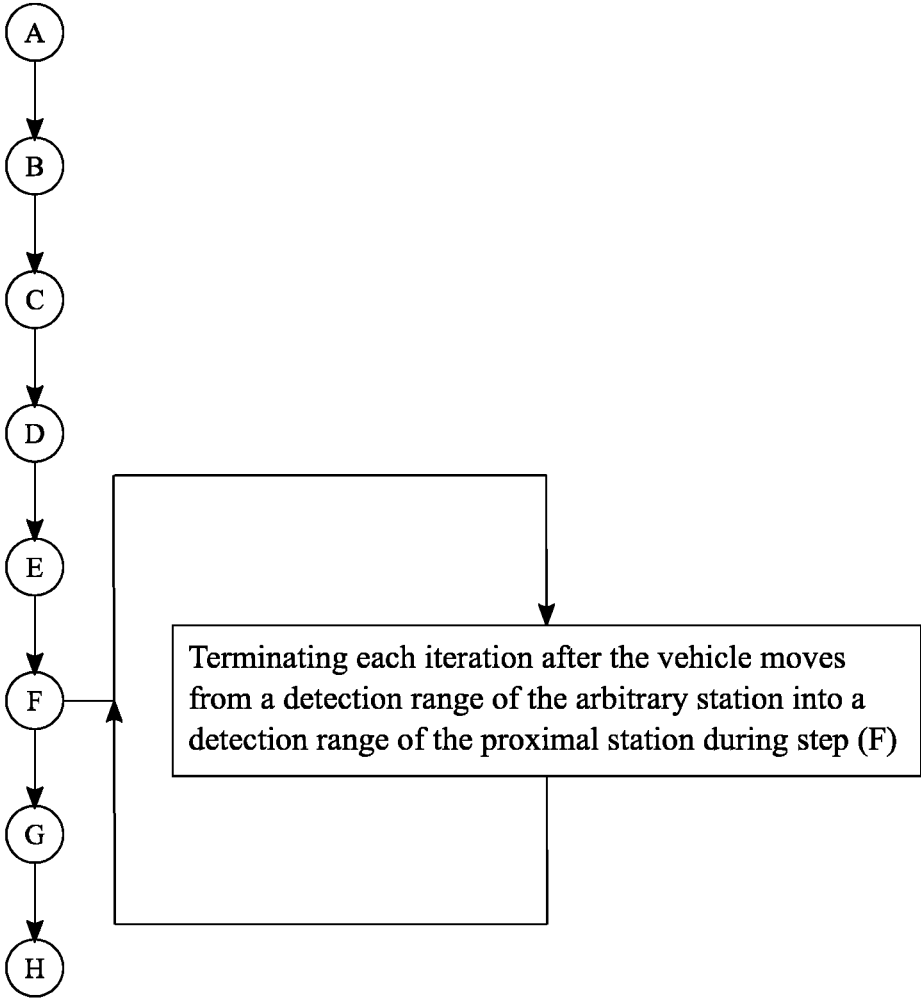 A
B
C
D
E
Terminating each iteration after the vehicle moves
from a detection range of the arbitrary station into a
detection range of the proximal station during step (F)
F
G
H